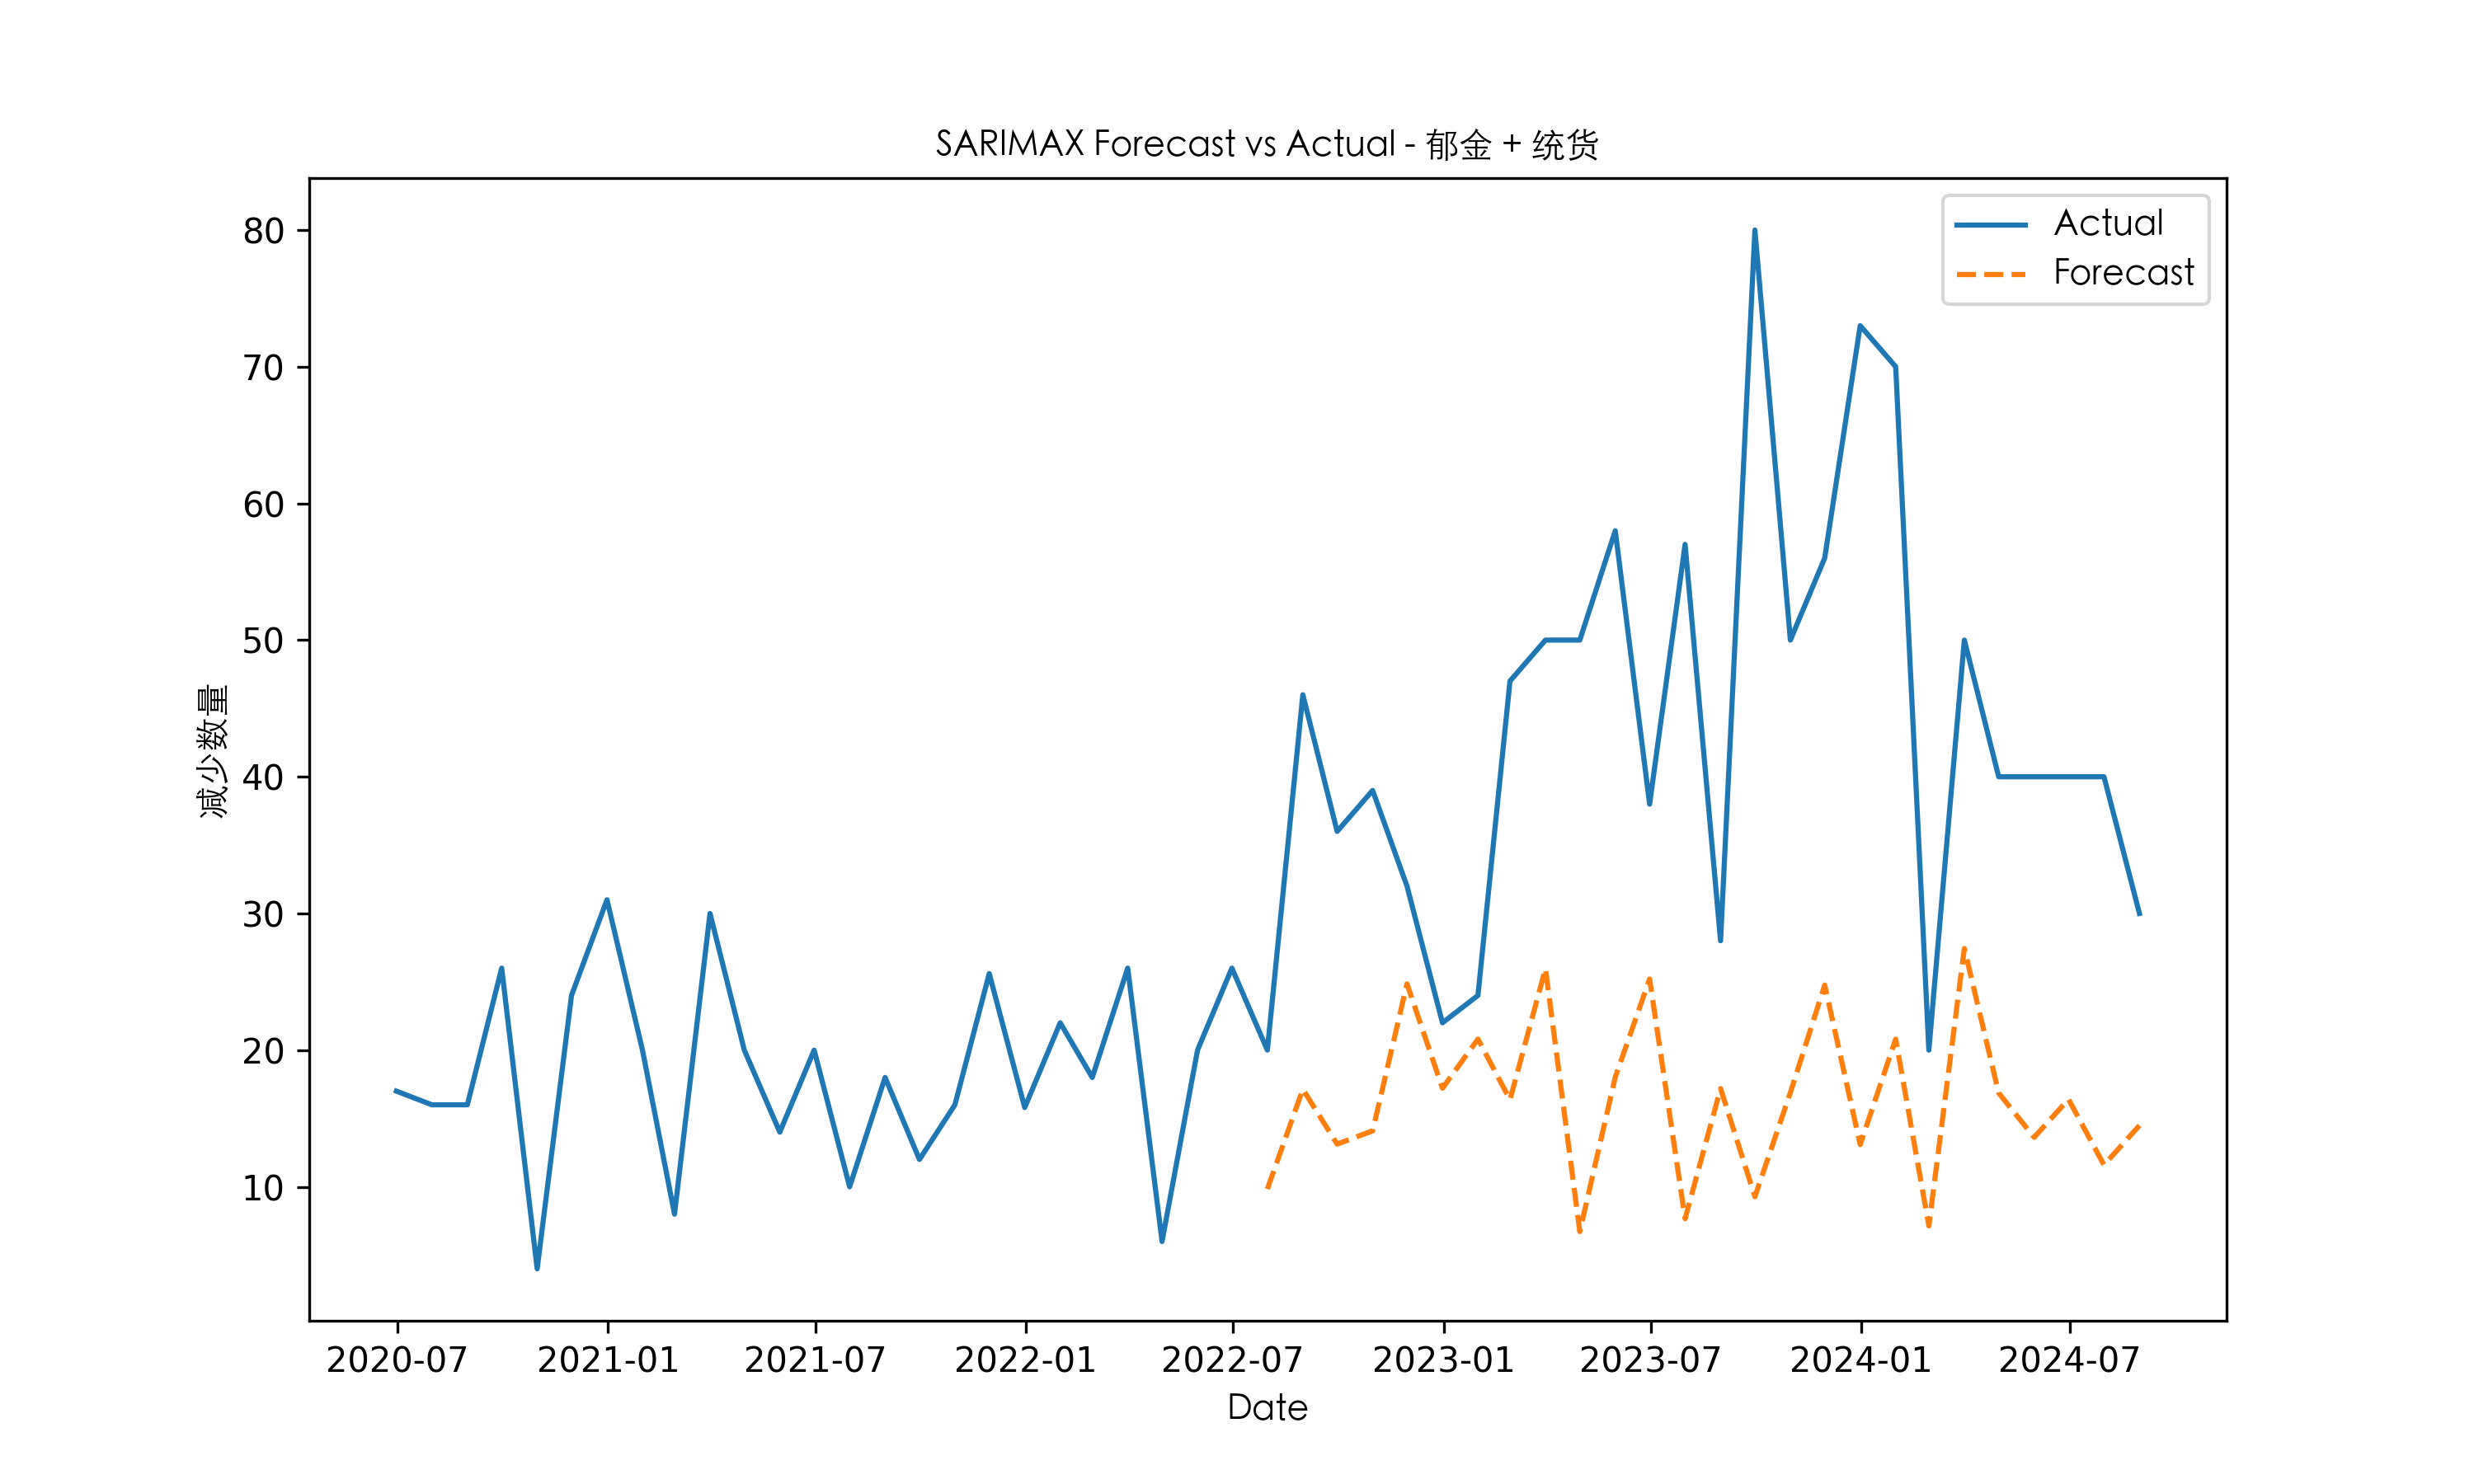 SARIMAX Forecast vs Actual - 郁金 + 统货
Actual
Forecast
减少数量
80
70
60
50
40
30
20
10
2020-07 2021-01 2021-07 2022-01 2022-07 2023-01 2023-07 2024-01 2024-07
Date